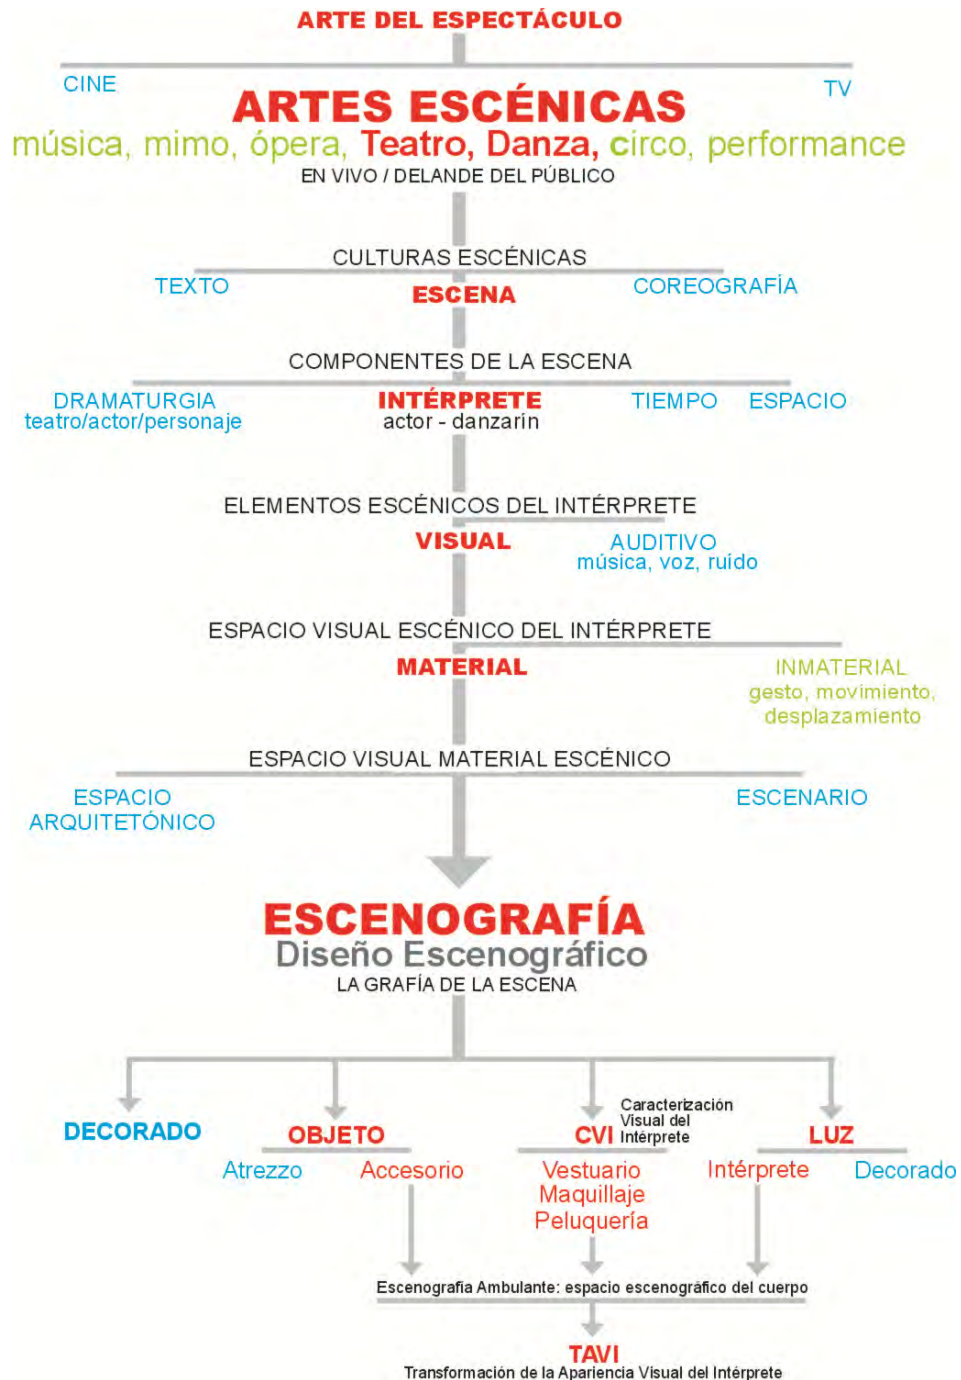 ARTE DEL ESPECTÁCULO
CINE
TV
ARTES ESCÉNICAS
música, mimo, ópera, Teatro, Danza, circo, performance
EN VIVO / DELANDE DEL PÚBLICO
CULTURAS ESCÉNICAS
TEXTO
ESCENA
COREOGRAFÍA
COMPONENTES DE LA ESCENA
DRAMATURGIA
teatro/actor/personaje
INTÉRPRETE
actor - danzarín
TIEMPO
ESPACIO
ELEMENTOS ESCÉNICOS DEL INTÉRPRETE
VISUAL
AUDITIVO
música, voz, ruído
ESPACIO VISUAL ESCÉNICO DEL INTÉRPRETE
MATERIAL
INMATERIAL
gesto, movimiento,
desplazamiento
ESPACIO VISUAL MATERIAL ESCÉNICO
ESPACIO
ARQUITETÓNICO
ESCENARIO
ESCENOGRAFÍA
Diseño Escenográfico
LA GRAFÍA DE LA ESCENA
DECORADO
OBJETO
Atrezzo
Accesorio
CVI
Caracterización
Visual del
Intérprete
Vestuario
Maquillaje
Peluquería
LUZ
Intérprete
Decorado
Escenografía Ambulante: espacio escenográfico del cuerpo
TAVI
Transformación de la Apariencia Visual del Intérprete